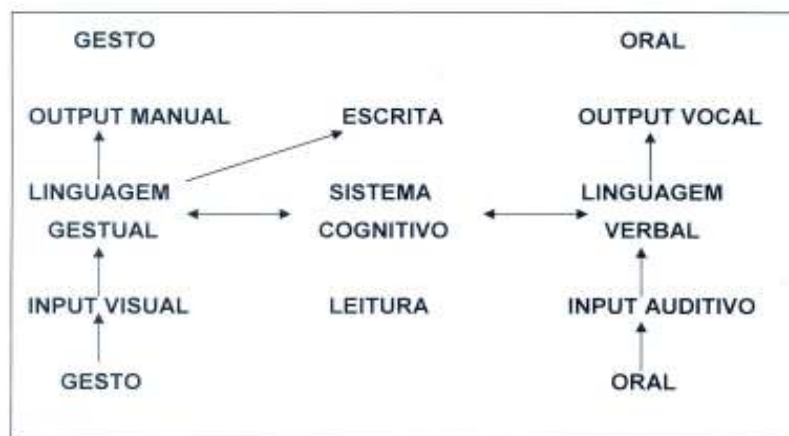 GESTO ORAL
OUTPUT MANUAL ESCRITA OUTPUT VOCAL
LINGUAGEM SISTEMA LINGUAGEM
GESTUAL COGNITIVO VERBAL
INPUT VISUAL LEITURA INPUT AUDITIVO
GESTO ORAL